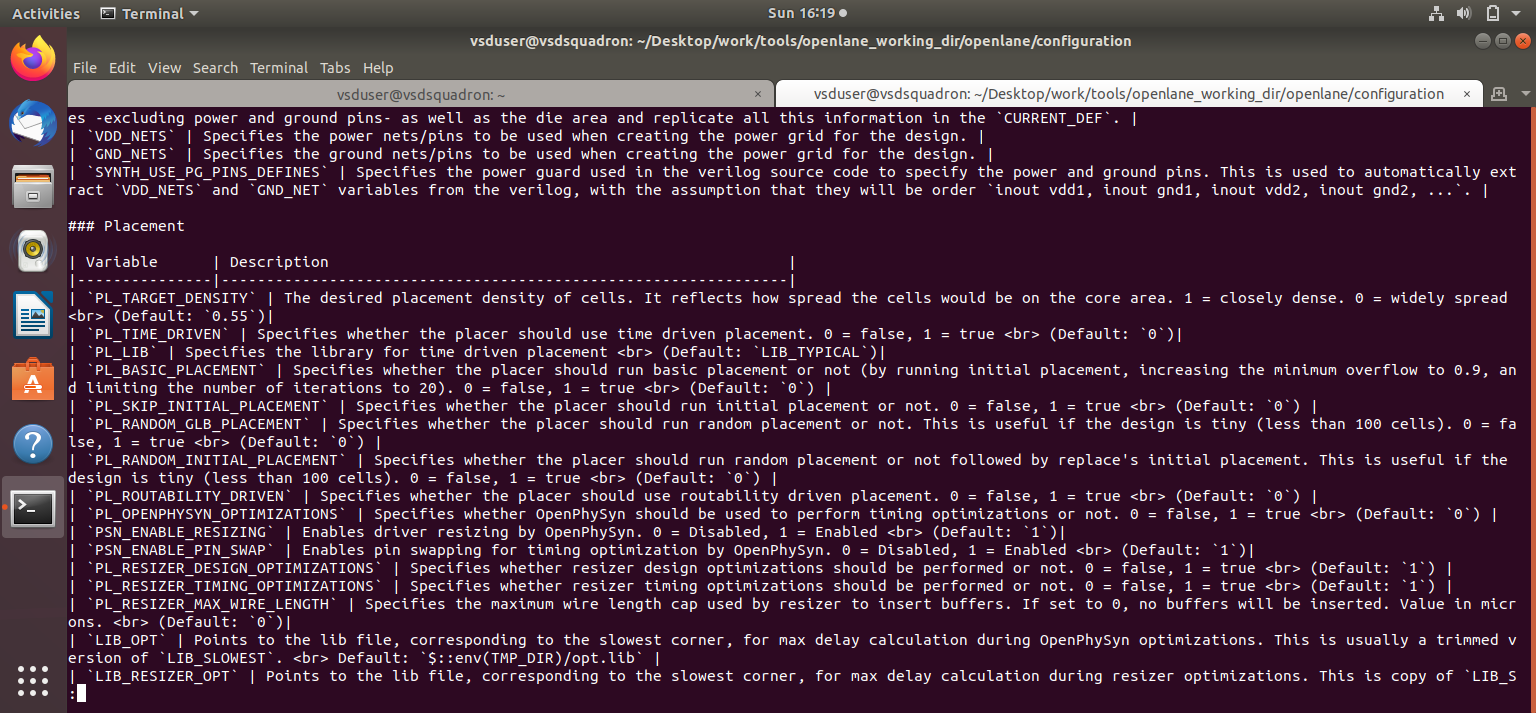 Activities Terminal Sun 16:19
vsduser@vsdsquadron: ~/Desktop/work/tools/openlane_working_dir/openlane/configuration
File Edit View Search Terminal Tabs Help
vsduser@vsdsquadron: ~ × vsduser@vsdsquadron: ~/Desktop/work/tools/openlane_working_dir/openlane/configuration ×
es -excluding power and ground pins- as well as the die area and replicate all this information in the `CURRENT_DEF`. |
| `VDD_NETS` | Specifies the power nets/pins to be used when creating the power grid for the design. |
| `GND_NETS` | Specifies the ground nets/pins to be used when creating the power grid for the design. |
| `SYNTH_USE_PG_PINS_DEFINES` | Specifies the power guard used in the verilog source code to specify the power and ground pins. This is used to automatically ext
ract `VDD_NETS` and `GND_NET` variables from the verilog, with the assumption that they will be order `inout vdd1, inout gnd1, inout vdd2, inout gnd2, ...`. |
### Placement
| Variable      | Description                                                   |
|---------------|---------------------------------------------------------------|
| `PL_TARGET_DENSITY` | The desired placement density of cells. It reflects how spread the cells would be on the core area. 1 = closely dense. 0 = widely spread
<br> (Default: `0.55`)|
| `PL_TIME_DRIVEN` | Specifies whether the placer should use time driven placement. 0 = false, 1 = true <br> (Default: `0`)|
| `PL_LIB` | Specifies the library for time driven placement <br> (Default: `LIB_TYPICAL`)|
| `PL_BASIC_PLACEMENT` | Specifies whether the placer should run basic placement or not (by running initial placement, increasing the minimum overflow to 0.9, an
d limiting the number of iterations to 20). 0 = false, 1 = true <br> (Default: `0`) |
| `PL_SKIP_INITIAL_PLACEMENT` | Specifies whether the placer should run initial placement or not. 0 = false, 1 = true <br> (Default: `0`) |
| `PL_RANDOM_GLB_PLACEMENT` | Specifies whether the placer should run random placement or not. This is useful if the design is tiny (less than 100 cells). 0 = fa
lse, 1 = true <br> (Default: `0`) |
| `PL_RANDOM_INITIAL_PLACEMENT` | Specifies whether the placer should run random placement or not followed by replace's initial placement. This is useful if the
design is tiny (less than 100 cells). 0 = false, 1 = true <br> (Default: `0`) |
| `PL_ROUTABILITY_DRIVEN` | Specifies whether the placer should use routability driven placement. 0 = false, 1 = true <br> (Default: `0`) |
| `PL_OPENPHYSYN_OPTIMIZATIONS` | Specifies whether OpenPhySyn should be used to perform timing optimizations or not. 0 = false, 1 = true <br> (Default: `0`) |
| `PSN_ENABLE_RESIZING` | Enables driver resizing by OpenPhySyn. 0 = Disabled, 1 = Enabled <br> (Default: `1`)|
| `PSN_ENABLE_PIN_SWAP` | Enables pin swapping for timing optimization by OpenPhySyn. 0 = Disabled, 1 = Enabled <br> (Default: `1`)|
| `PL_RESIZER_DESIGN_OPTIMIZATIONS` | Specifies whether resizer design optimizations should be performed or not. 0 = false, 1 = true <br> (Default: `1`) |
| `PL_RESIZER_TIMING_OPTIMIZATIONS` | Specifies whether resizer timing optimizations should be performed or not. 0 = false, 1 = true <br> (Default: `1`) |
| `PL_RESIZER_MAX_WIRE_LENGTH` | Specifies the maximum wire length cap used by resizer to insert buffers. If set to 0, no buffers will be inserted. Value in micr
ons. <br> (Default: `0`)|
| `LIB_OPT` | Points to the lib file, corresponding to the slowest corner, for max delay calculation during OpenPhySyn optimizations. This is usually a trimmed v
ersion of `LIB_SLOWEST`. <br> Default: `$::env(TMP_DIR)/opt.lib` |
| `LIB_RESIZER_OPT` | Points to the lib file, corresponding to the slowest corner, for max delay calculation during resizer optimizations. This is copy of `LIB_S
: